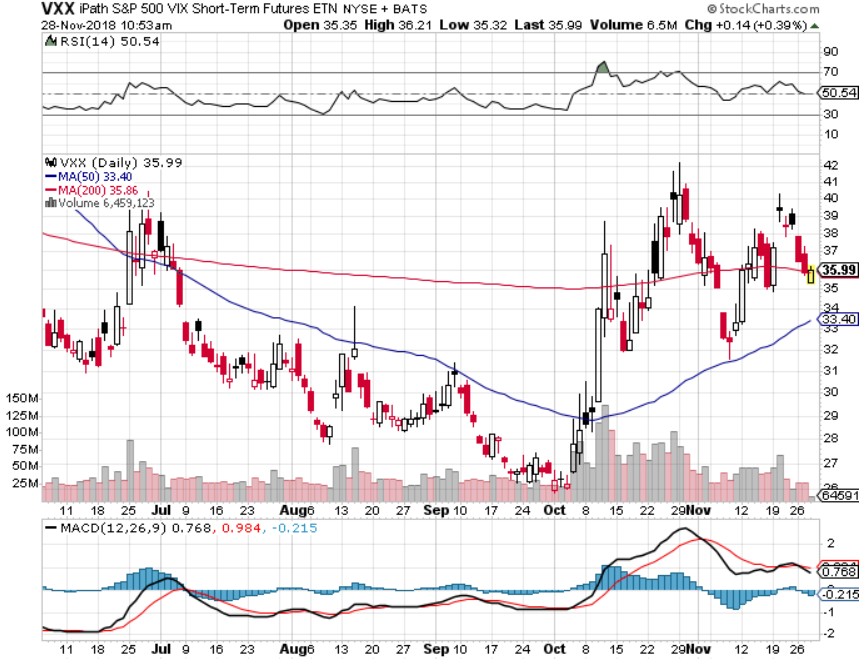 VXX iPath S&P 500 VIX Short-Term Futures ETN NYSE + BATS
© StockCharts.com
28-Nov-2018 10:53am
Open 35.35 High 36.21 Low 35.32 Last 35.99 Volume 6.5M Chg +0.14 (+0.39%)
RSI(14) 50.54
90
70
50.54
30
10
VXX (Daily) 35.99
MA(50) 33.40
MA(200) 35.86
Volume 6,459,123
42
41
40
39
38
37
35.99
35
34
33.40
33
32
31
30
29
28
27
26
150M
125M
100M
75M
50M
25M
64591
11 18 25 Jul 9 16 23 Aug 6 13 20 27 Sep 10 17 24 Oct 8 15 22 29 Nov 12 19 26
MACD(12,26,9) 0.768, 0.984, -0.215
2
0.768
-0.215
-1
-2
11 18 25 Jul 9 16 23 Aug 6 13 20 27 Sep 10 17 24 Oct 8 15 22 29 Nov 12 19 26